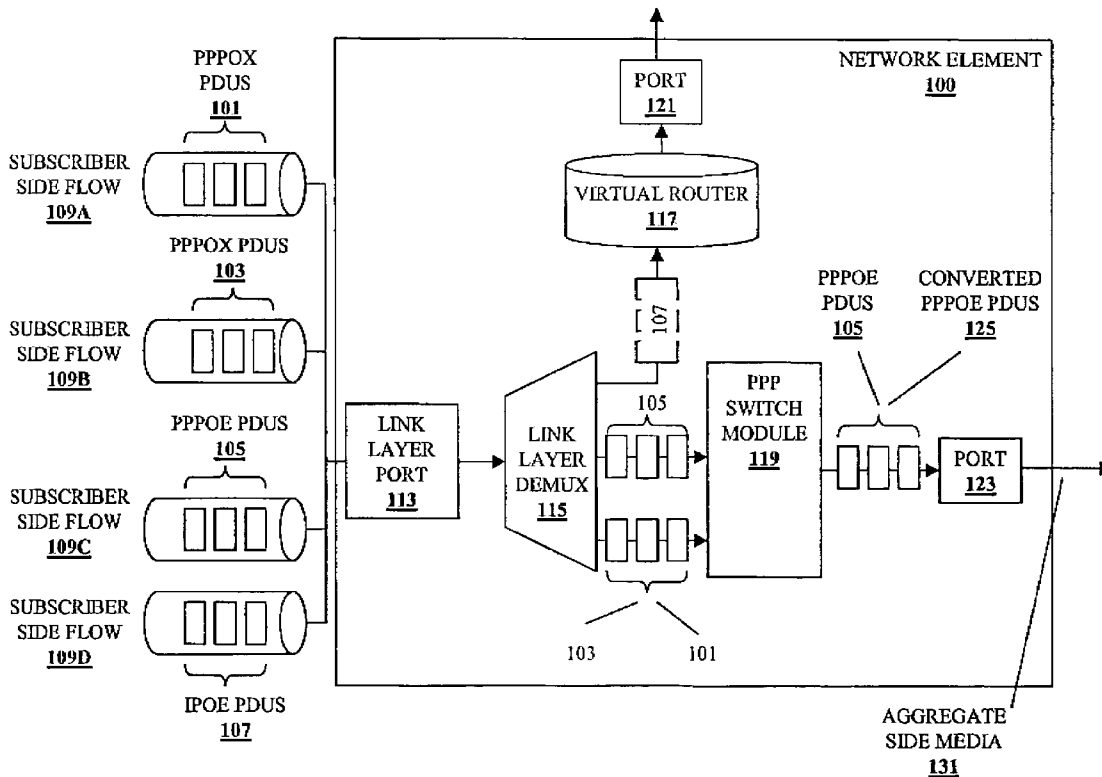 PPPOX
PDUS
101
SUBSCRIBER
SIDE FLOW
109A
PPPOX PDUS
103
SUBSCRIBER
SIDE FLOW
109B
PPPOE PDUS
105
SUBSCRIBER
SIDE FLOW
109C
SUBSCRIBER
SIDE FLOW
109D
IPOE PDUS
107
NETWORK ELEMENT
100
PORT
121
VIRTUAL ROUTER
117
107
LINK
LAYER
PORT
113
LINK
LAYER
DEMUX
115
105
103
101
PPP
SWITCH
MODULE
119
PPPOE
PDUS
105
CONVERTED
PPPOE PDUS
125
PORT
123
AGGREGATE
SIDE MEDIA
131